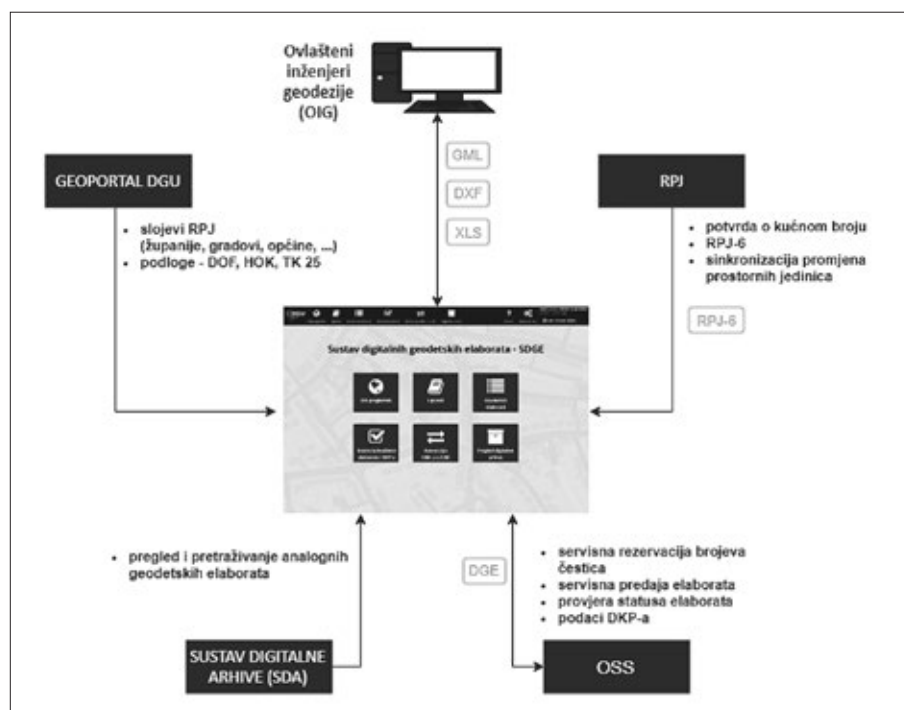 Ovlašteni
inženjeri
geodezije
(OIG)
GML
DXF
XLS
GEOPORTAL DGU
• slojevi RPJ
(županije, gradovi, općine, ...)
• podloge - DOF, HOK, TK 25
RPJ
• potvrda o kućnom broju
• RPJ-6
• sinkronizacija promjena
prostornih jedinica
RPJ-6
Sustav digitalnih geodetskih elaborata - SDGE
• pregled i pretraživanje analognih
geodetskih elaborata
SUSTAV DIGITALNE
ARHIVE (SDA)
DGE
• servisna rezervacija brojeva
čestica
• servisna predaja elaborata
• provjera statusa elaborata
• podaci DKP-a
OSS